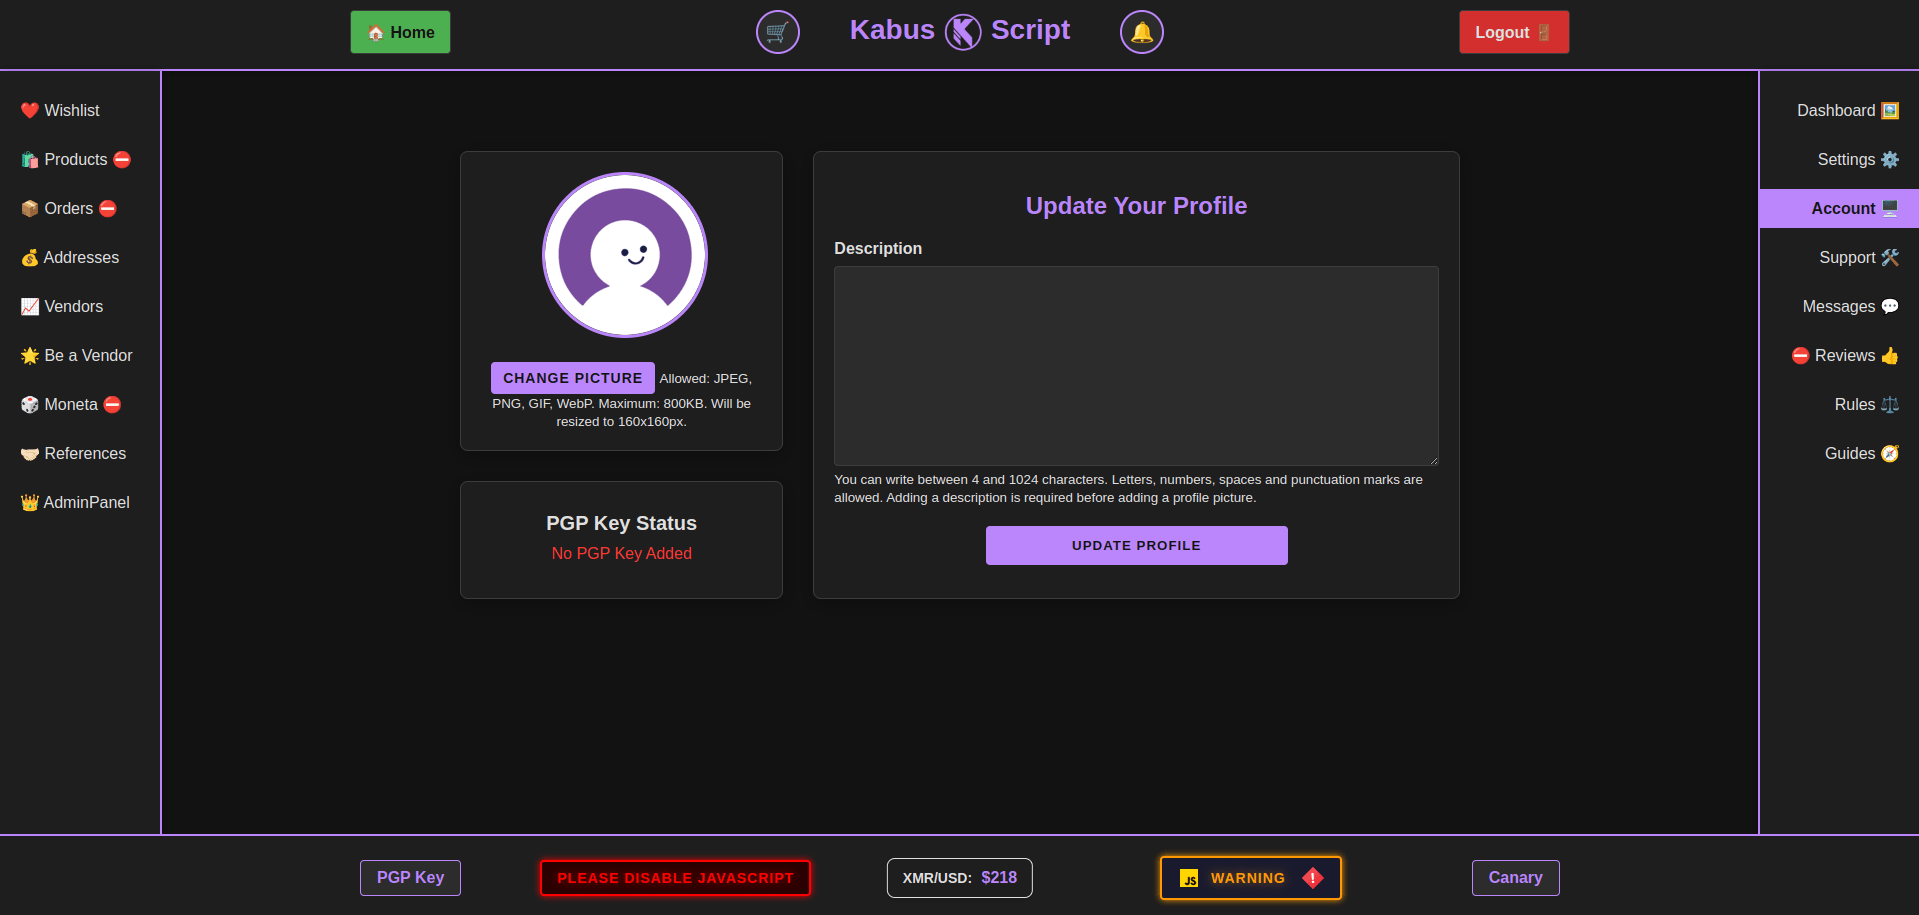 Home
Kabus Script
Logout
Wishlist
Products
Orders
Addresses
Vendors
Be a Vendor
Moneta
References
AdminPanel
CHANGE PICTURE Allowed: JPEG,
PNG, GIF, WebP. Maximum: 800KB. Will be
resized to 160x160px.
PGP Key Status
No PGP Key Added
Update Your Profile
Description
You can write between 4 and 1024 characters. Letters, numbers, spaces and punctuation marks are
allowed. Adding a description is required before adding a profile picture.
UPDATE PROFILE
Dashboard
Settings
Account
Support
Messages
Reviews
Rules
Guides
PGP Key
PLEASE DISABLE JAVASCRIPT
XMR/USD: $218
JS WARNING
Canary